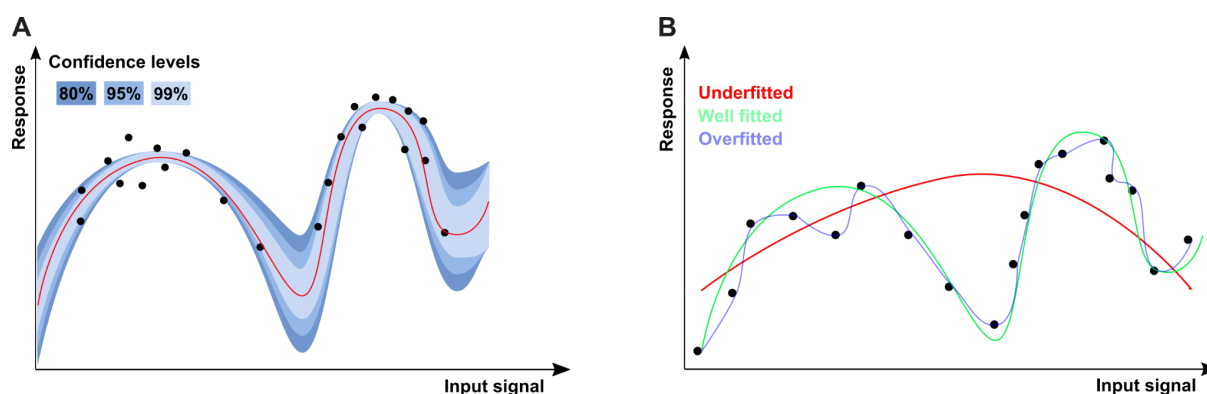 A
Response
Confidence levels
80% 95% 99%
Input signal
B
Response
Underfitted
Well fitted
Overfitted
Input signal